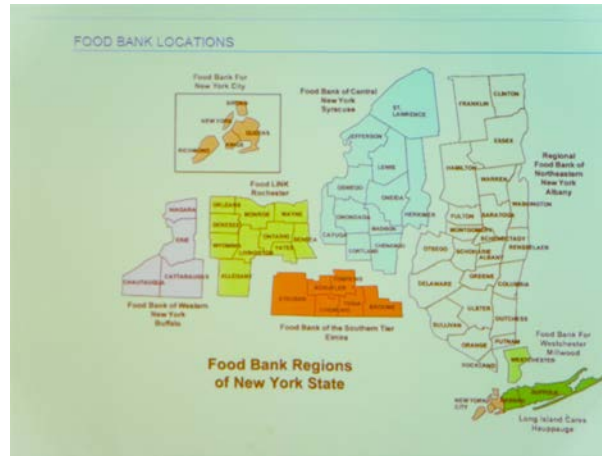 FOOD BANK LOCATIONS
Food Bank For
New York City
BRONX
NEW YORK
QUEENS
KINGS
RICHMOND
Food Bank of Central
New York
Syracuse
ST.
LAWRENCE
JEFFERSON
LEWIS
OSWEGO
ONEIDA
HERKIMER
ONONDAGA
MADISON
CAYUGA
CORTLAND
CHENANGO
FRANKLIN
CLINTON
ESSEX
HAMILTON
WARREN
WASHINGTON
Regional
Food Bank of
Northeastern
New York
Albany
FULTON
SARATOGA
MONTGOMERY
SCHENECTADY
RENSSELAER
OTSEGO
SCHOHARIE
ALBANY
DELAWARE
GREENE
COLUMBIA
ULSTER
DUTCHESS
SULLIVAN
ORANGE
PUTNAM
ROCKLAND
Food LINK
Rochester
ORLEANS
MONROE
WAYNE
GENESEE
ONTARIO
SENECA
WYOMING
YATES
LIVINGSTON
ALLEGANY
NIAGARA
ERIE
CATTARAUGUS
CHAUTAUQUA
Food Bank of Western
New York
Buffalo
TOMPKINS
SCHUYLER
STEUBEN
TIOGA
BROOME
CHEMUNG
Food Bank of the Southern Tier
Elmira
Food Bank For
Westchester
Millwood
WESTCHESTER
Food Bank Regions
of New York State
NEW YORK
CITY
NASSAU
SUFFOLK
Long Island Cares
Hauppauge